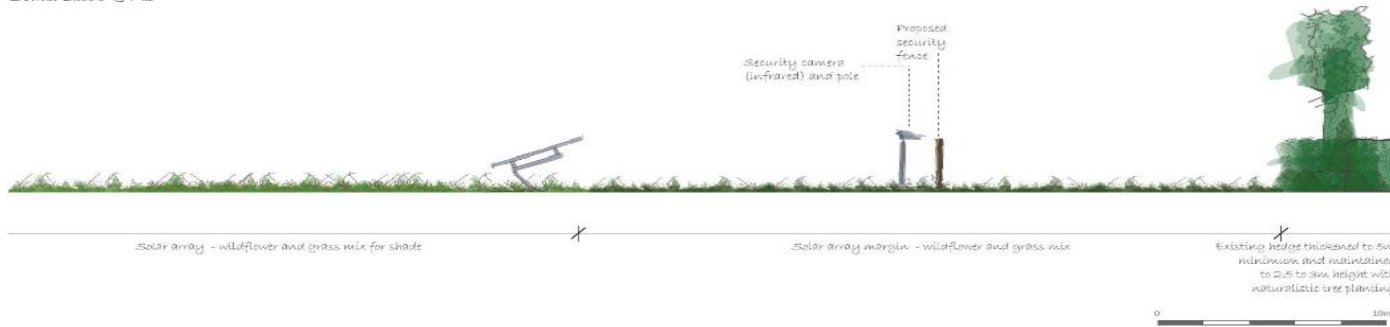 Proposed
security
fence
Security camera
(infrared) and pole
Solar array - wildflower and grass mix for shade
Solar array margin - wildflower and grass mix
Existing hedge thickened to 5m
minimum and maintained
to 2.5 to 3m height with
naturalistic tree planting
0
10m